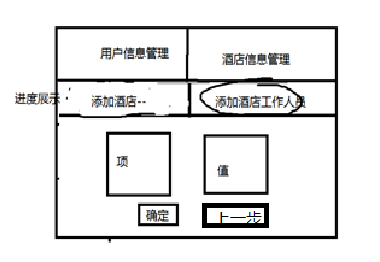 用户信息管理 酒店信息管理
进度展示: 添加酒店-- 添加酒店工作人员
项 值
确定 上一步